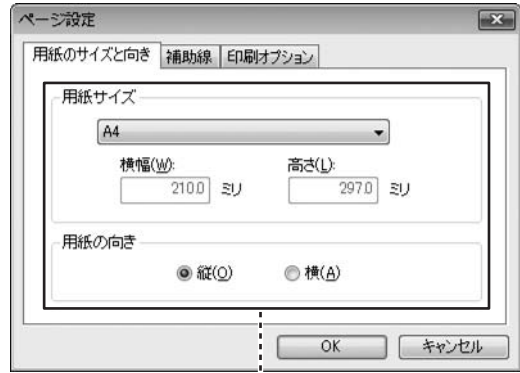 ページ設定
用紙のサイズと向き 補助線 印刷オプション
用紙サイズ
A4
横幅(W): 高さ(L):
210.0 ミリ 297.0 ミリ
用紙の向き
縦(O) 横(A)
OK キャンセル